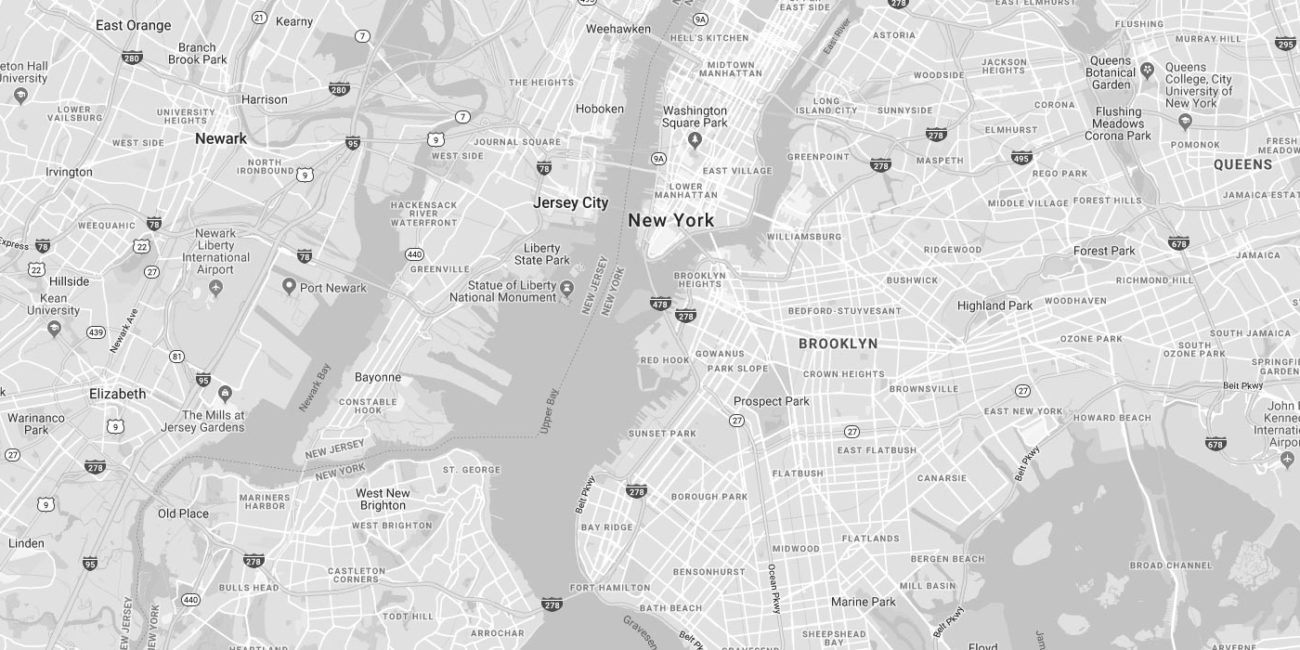 East Orange
21
Kearny
7
280
Branch
Brook Park
eton Hall
University
280
Harrison
LOWER
VAILSBURG
UNIVERSITY
HEIGHTS
WEST SIDE
Newark
95
7
9
WEST SIDE
Irvington
NORTH
IRONBOUND
9
Weehawken
9A
HELL'S KITCHEN
THE HEIGHTS
MIDTOWN
MANHATTAN
Hoboken
Washington
Square Park
JOURNAL SQUARE
78
9A
EAST VILLAGE
LOWER
MANHATTAN
Jersey City
New York
East River
EAST SIDE
278
EAST ELMHURST
ASTORIA
FLUSHING
MURRAY HILL
295
WOODSIDE
JACKSON
HEIGHTS
Queens
Botanical
Garden
Queens
College, City
University of
New York
LONG
ISLAND CITY
SUNNYSIDE
CORONA
Flushing
Meadows
Corona Park
278
ELMHURST
POMONOK
FRESH
MEADOW
GREENPOINT
278
MASPETH
495
REGO PARK
QUEENS
MIDDLE VILLAGE
FOREST HILLS
JAMAICA ESTAT
WEEQUAHIC
78
Express
78
22
Newark
Liberty
International
Airport
78
HACKENSACK
RIVER
WATERFRONT
440
GREENVILLE
22
27
Hillside
Kean
University
Port Newark
Liberty
State Park
Statue of Liberty
National Monument
NEW JERSEY
NEW YORK
WILLIAMSBURG
RIDGEWOOD
Forest Park
678
JAMAICA
BROOKLYN
HEIGHTS
BUSHWICK
RICHMOND HILL
478
278
BEDFORD-STUYVESANT
Highland Park
WOODHAVEN
439
Newark Ave
81
95
BROOKLYN
OZONE PARK
SOUTH JAMAICA
SOUTH
OZONE PARK
RED HOOK
GOWANUS
PARK SLOPE
CROWN HEIGHTS
SPRINGFI
GARDEN
Elizabeth
The Mills at
Jersey Gardens
Newark Bay
Bayonne
CONSTABLE
HOOK
Upper Bay
Prospect Park
BROWNSVILLE
27
Belt Pkwy
EAST NEW YORK
HOWARD BEACH
Warinanco
Park
9
27
278
NEW JERSEY
NEW YORK
SUNSET PARK
27
27
EAST FLATBUSH
678
ST. GEORGE
FLATBUSH
CANARSIE
Belt Pkwy
9
MARINERS
HARBOR
West New
Brighton
Old Place
WEST BRIGHTON
Belt Pkwy
278
BOROUGH PARK
BAY RIDGE
Linden
95
278
MIDWOOD
FLATLANDS
BERGEN BEACH
BROAD CHANNEL
CASTLETON
CORNERS
BENSONHURST
BULLS HEAD
FORT HAMILTON
MILL BASIN
440
278
BATH BEACH
Ocean Pkwy
Marine Park
TODT HILL
ARROCHAR
SHEEPSHEAD
BAY
Belt Pkwy
NEW YORK
Floyd
ARVERNE